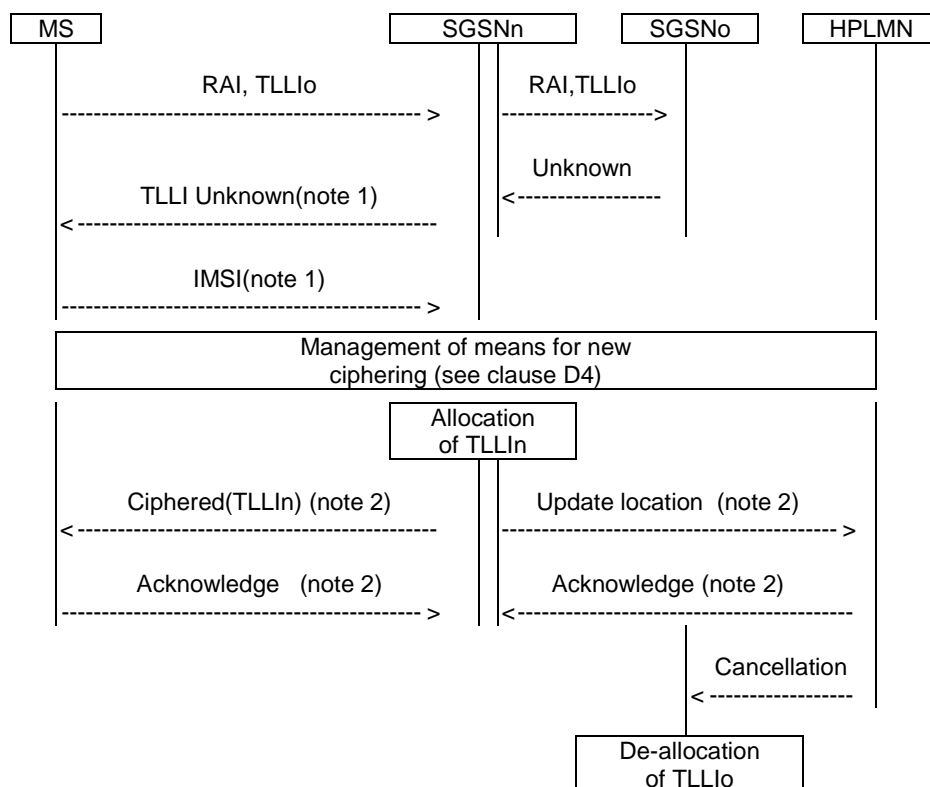 MS SGSNn SGSNo HPLMN
RAI, TLLIo RAI,TLLIo
Unknown
TLLI Unknown(note 1)
IMSI(note 1)
Management of means for new
ciphering (see clause D4)
Allocation
of TLLIn
Ciphered(TLLIn) (note 2) Update location (note 2)
Acknowledge (note 2) Acknowledge (note 2)
Cancellation
De-allocation
of TLLIo